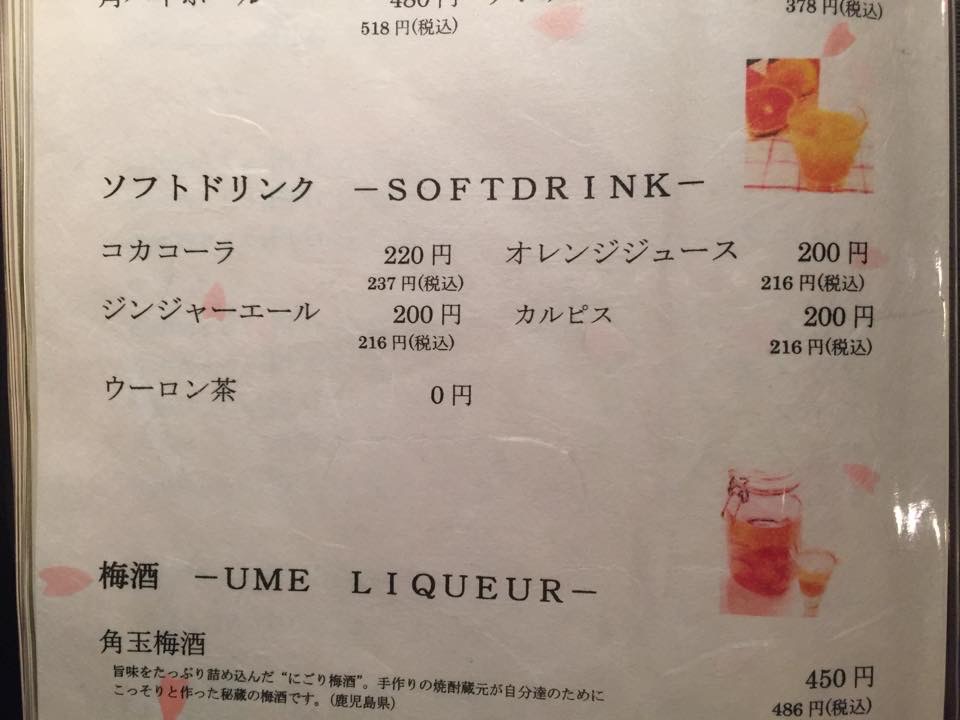 480円
518円(税込)
378円(税込)
ソフトドリンク －SOFTDRINK－
コカコーラ 220円 オレンジジュース 200円
237円(税込) 216円(税込)
ジンジャーエール 200円 カルピス 200円
216円(税込) 216円(税込)
ウーロン茶 0円
梅酒 －UME LIQUEUR－
角玉梅酒
旨味をたっぷり詰め込んだ“にごり梅酒”。手作りの焼酎蔵元が自分達のために 450円
こっそりと作った秘蔵の梅酒です。(鹿児島県) 486円(税込)